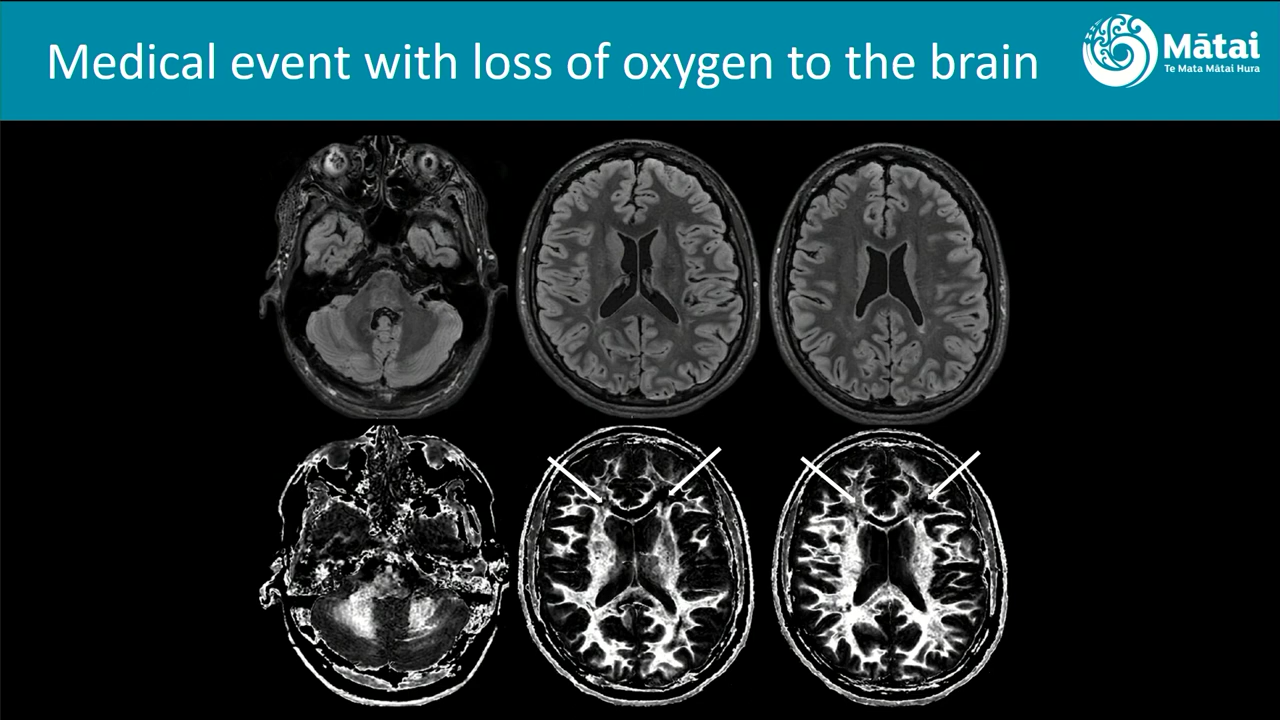 Medical event with loss of oxygen to the brain
Mātai
Te Mata Mātai Hura